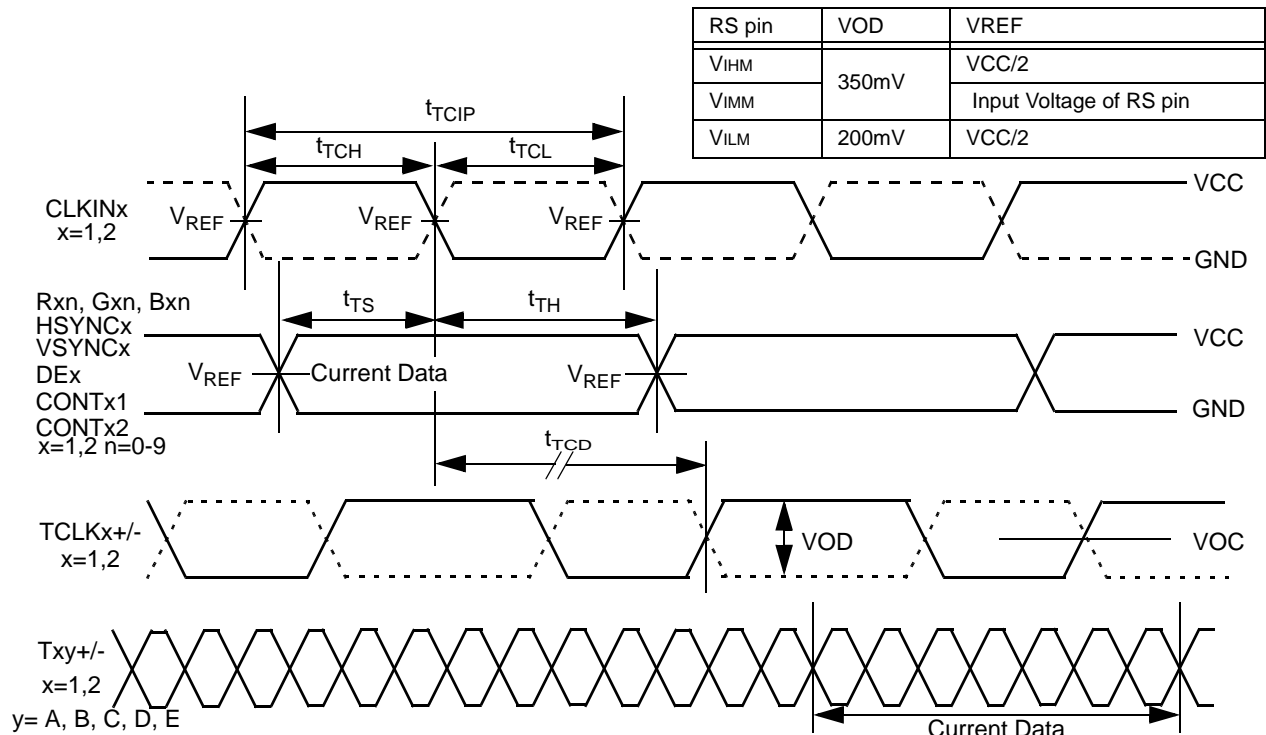 RS pin VOD VREF
VIHM 350mV VCC/2
VIMM Input Voltage of RS pin
VILM 200mV VCC/2
tTCIP
tTCH tTCL
CLKINx
x=1,2
VREF VREF VREF
VCC
GND
Rxn, Gxn, Bxn
HSYNCx
VSYNCx
DEx
CONTx1
CONTx2
x=1,2 n=0-9
tTS tTH
VREF Current Data VREF
VCC
GND
tTCD
TCLKx+/-
x=1,2
VOD
VOC
Txy+/-
x=1,2
y= A, B, C, D, E
Current Data